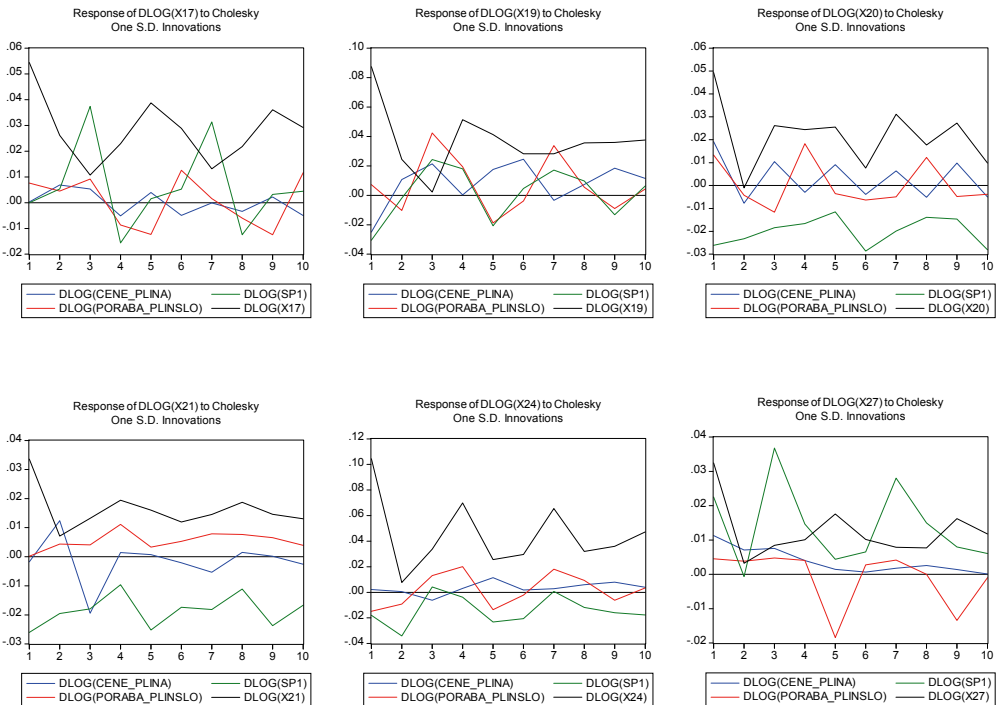 Response of DLOG(X17) to Cholesky
One S.D. Innovations
.06
.05
.04
.03
.02
.01
.00
-.01
-.02
1 2 3 4 5 6 7 8 9 10
DLOG(CENE_PLINA) DLOG(SP1)
DLOG(PORABA_PLINSLO) DLOG(X17)
Response of DLOG(X19) to Cholesky
One S.D. Innovations
.10
.08
.06
.04
.02
.00
-.02
-.04
1 2 3 4 5 6 7 8 9 10
DLOG(CENE_PLINA) DLOG(SP1)
DLOG(PORABA_PLINSLO) DLOG(X19)
Response of DLOG(X20) to Cholesky
One S.D. Innovations
.06
.05
.04
.03
.02
.01
.00
-.01
-.02
-.03
1 2 3 4 5 6 7 8 9 10
DLOG(CENE_PLINA) DLOG(SP1)
DLOG(PORABA_PLINSLO) DLOG(X20)
Response of DLOG(X21) to Cholesky
One S.D. Innovations
.04
.03
.02
.01
.00
-.01
-.02
-.03
1 2 3 4 5 6 7 8 9 10
DLOG(CENE_PLINA) DLOG(SP1)
DLOG(PORABA_PLINSLO) DLOG(X21)
Response of DLOG(X24) to Cholesky
One S.D. Innovations
.12
.10
.08
.06
.04
.02
.00
-.02
-.04
1 2 3 4 5 6 7 8 9 10
DLOG(CENE_PLINA) DLOG(SP1)
DLOG(PORABA_PLINSLO) DLOG(X24)
Response of DLOG(X27) to Cholesky
One S.D. Innovations
.04
.03
.02
.01
.00
-.01
-.02
1 2 3 4 5 6 7 8 9 10
DLOG(CENE_PLINA) DLOG(SP1)
DLOG(PORABA_PLINSLO) DLOG(X27)